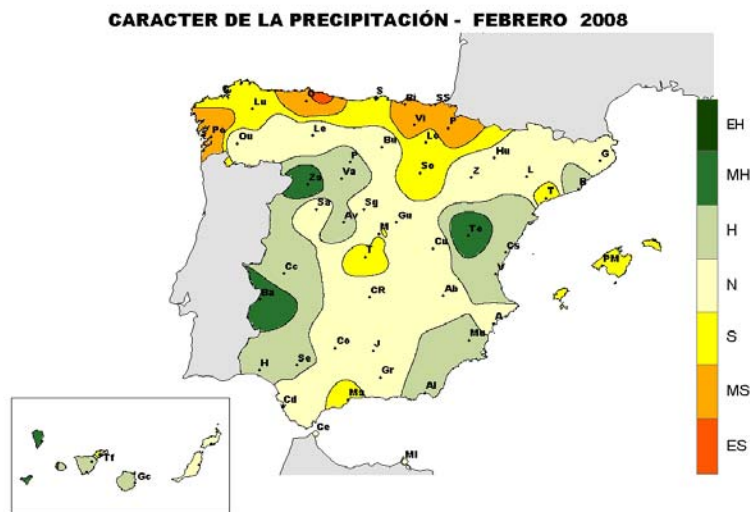 CARACTER DE LA PRECIPITACIÓN - FEBRERO 2008
S
Bi
SS
Lu
O
Po
Vi
P
Ou
Le
Bu
Lo
Hu
G
P
Za
Va
So
Z
L
B
T
Sa
Sg
Av
Gu
M
Te
T
Cu
Cs
PM
Cc
V
Ba
CR
Ab
A
Mu
Co
J
H
Se
Gr
Al
Ma
Cd
Ce
Ml
Tf
Gc
EH
MH
H
N
S
MS
ES